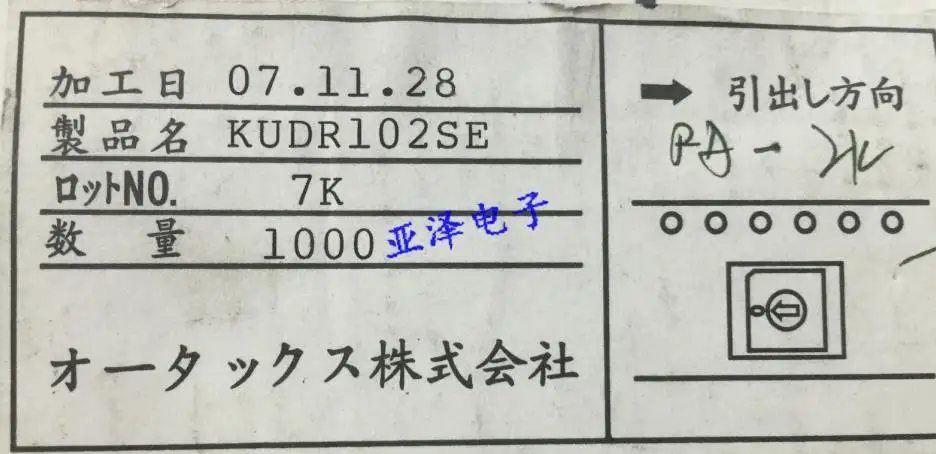 加工日 07.11.28
製品名 KUDR102SE
ロットNO. 7K
数 量 1000
亚泽电子
オータックス株式会社
➡ 引出し方向